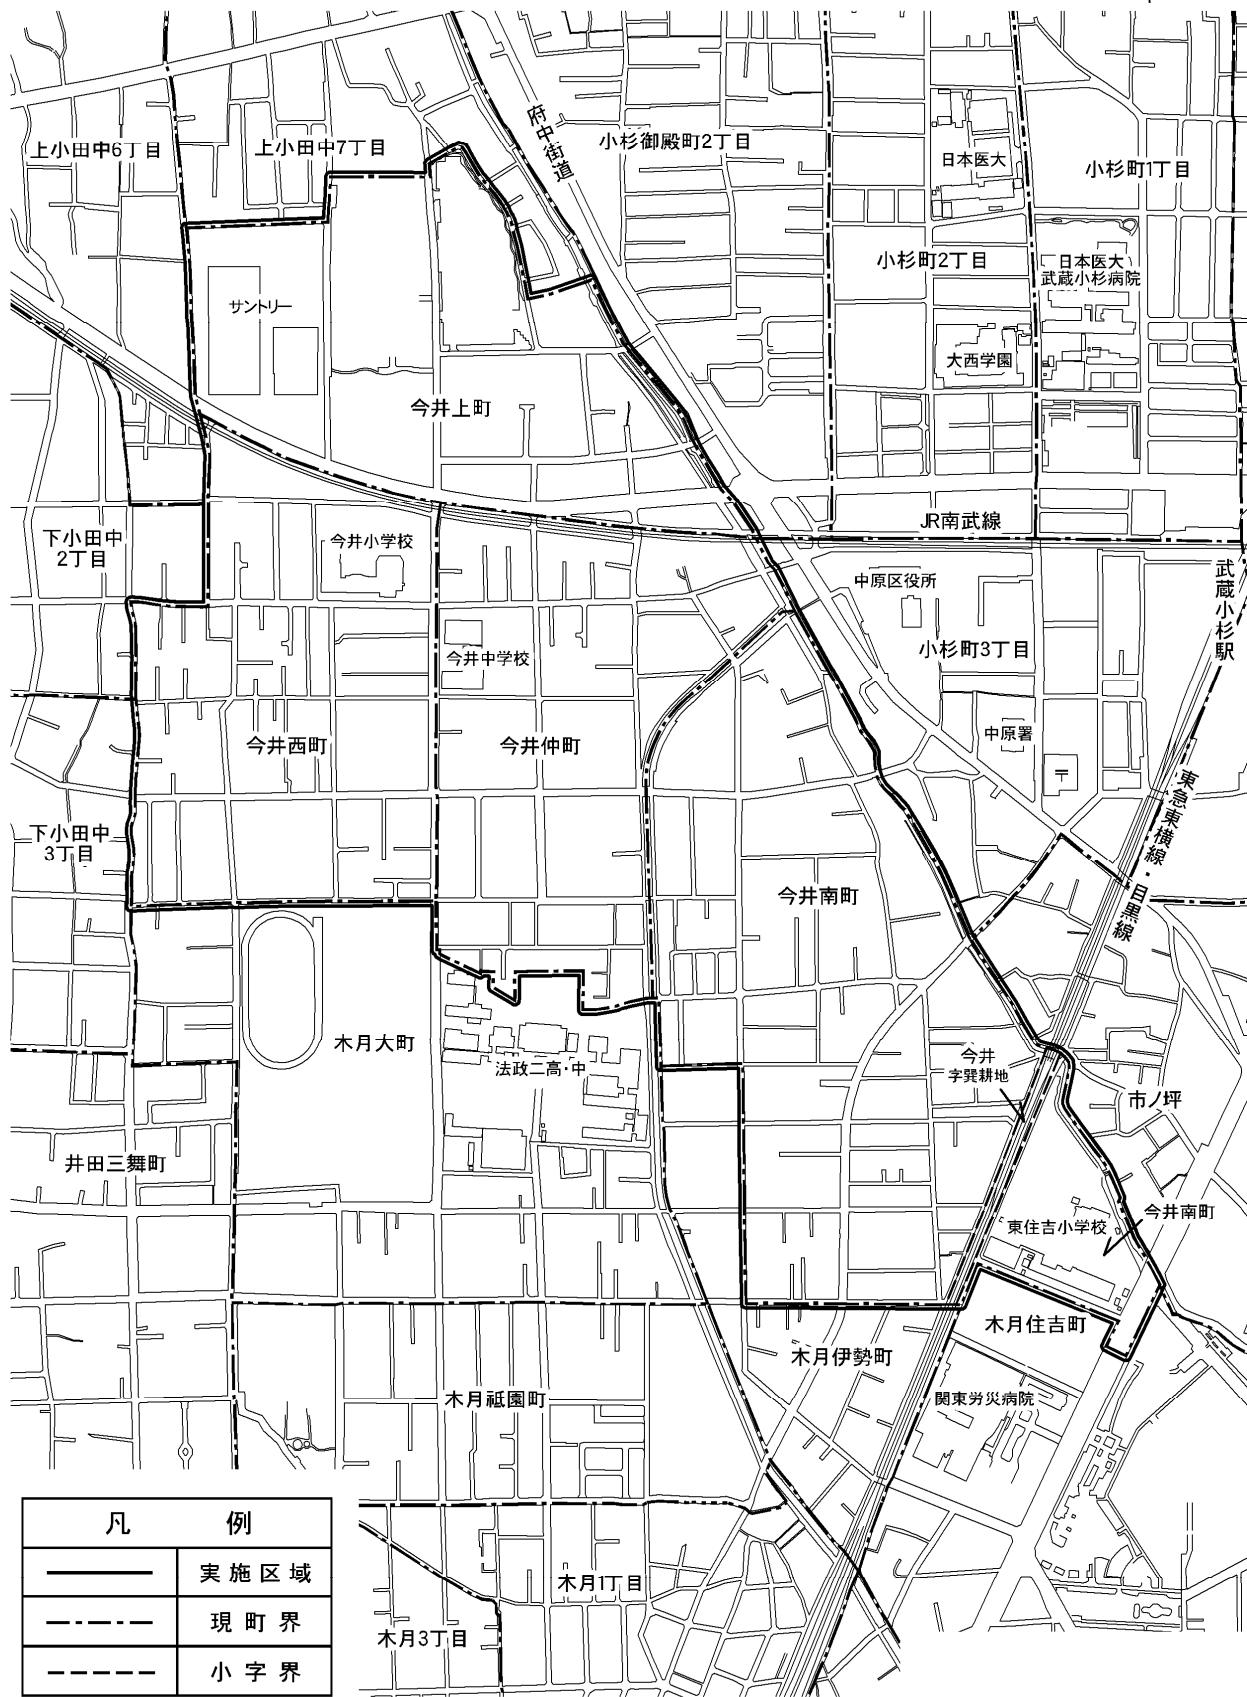 府中街道
上小田中6丁目
上小田中7丁目
小杉御殿町2丁目
日本医大
小杉町1丁目
小杉町2丁目
日本医大
武蔵小杉病院
サントリー
大西学園
今井上町
JR南武線
下小田中
2丁目
今井小学校
中原区役所
武蔵小杉駅
今井中学校
小杉町3丁目
今井西町
今井仲町
中原署
〒
東急東横線・目黒線
下小田中
3丁目
今井南町
木月大町
法政二高・中
今井
字巽耕地
市ノ坪
井田三舞町
東住吉小学校
今井南町
木月住吉町
木月伊勢町
木月祗園町
関東労災病院
木月1丁目
木月3丁目
凡 例
実施区域
現町界
小字界